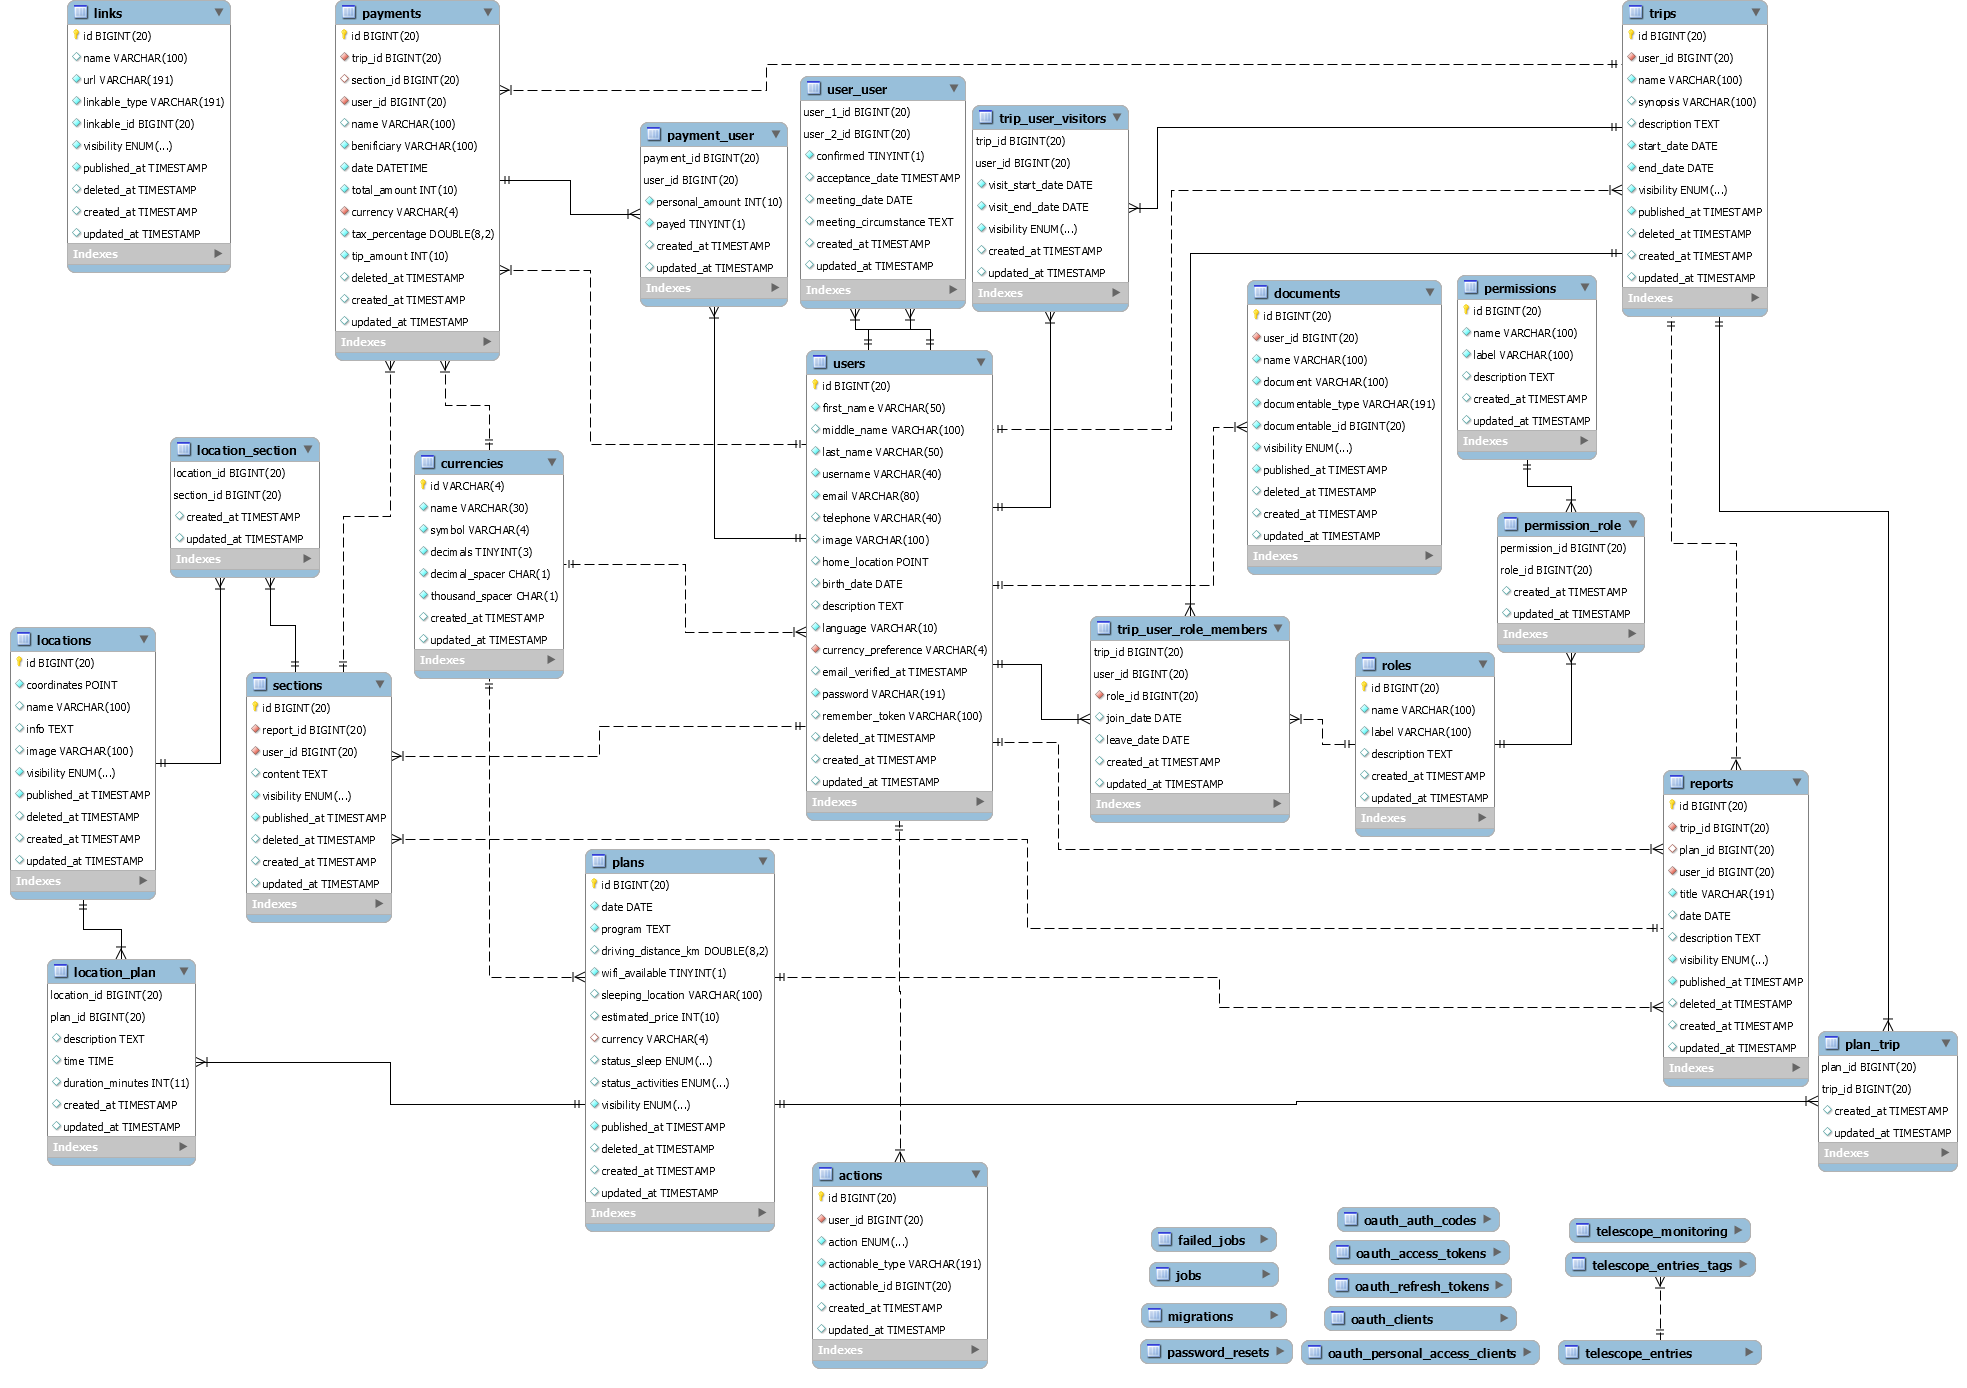 links
id BIGINT(20)
name VARCHAR(100)
url VARCHAR(191)
linkable_type VARCHAR(191)
linkable_id BIGINT(20)
visibility ENUM(...)
published_at TIMESTAMP
deleted_at TIMESTAMP
created_at TIMESTAMP
updated_at TIMESTAMP
Indexes
payments
id BIGINT(20)
trip_id BIGINT(20)
section_id BIGINT(20)
user_id BIGINT(20)
name VARCHAR(100)
benificiary VARCHAR(100)
date DATETIME
total_amount INT(10)
currency VARCHAR(4)
tax_percentage DOUBLE(8,2)
tip_amount INT(10)
deleted_at TIMESTAMP
created_at TIMESTAMP
updated_at TIMESTAMP
Indexes
payment_user
payment_id BIGINT(20)
user_id BIGINT(20)
personal_amount INT(10)
payed TINYINT(1)
created_at TIMESTAMP
updated_at TIMESTAMP
Indexes
user_user
user_1_id BIGINT(20)
user_2_id BIGINT(20)
confirmed TINYINT(1)
acceptance_date TIMESTAMP
meeting_date DATE
meeting_circumstance TEXT
created_at TIMESTAMP
updated_at TIMESTAMP
Indexes
trip_user_visitors
trip_id BIGINT(20)
user_id BIGINT(20)
visit_start_date DATE
visit_end_date DATE
visibility ENUM(...)
created_at TIMESTAMP
updated_at TIMESTAMP
Indexes
trips
id BIGINT(20)
user_id BIGINT(20)
name VARCHAR(100)
synopsis VARCHAR(100)
description TEXT
start_date DATE
end_date DATE
visibility ENUM(...)
published_at TIMESTAMP
deleted_at TIMESTAMP
created_at TIMESTAMP
updated_at TIMESTAMP
Indexes
documents
id BIGINT(20)
user_id BIGINT(20)
name VARCHAR(100)
document VARCHAR(100)
documentable_type VARCHAR(191)
documentable_id BIGINT(20)
visibility ENUM(...)
published_at TIMESTAMP
deleted_at TIMESTAMP
created_at TIMESTAMP
updated_at TIMESTAMP
Indexes
permissions
id BIGINT(20)
name VARCHAR(100)
label VARCHAR(100)
description TEXT
created_at TIMESTAMP
updated_at TIMESTAMP
Indexes
users
id BIGINT(20)
first_name VARCHAR(50)
middle_name VARCHAR(100)
last_name VARCHAR(50)
username VARCHAR(40)
email VARCHAR(80)
telephone VARCHAR(40)
image VARCHAR(100)
home_location POINT
birth_date DATE
description TEXT
language VARCHAR(10)
currency_preference VARCHAR(4)
email_verified_at TIMESTAMP
password VARCHAR(191)
remember_token VARCHAR(100)
deleted_at TIMESTAMP
created_at TIMESTAMP
updated_at TIMESTAMP
Indexes
location_section
location_id BIGINT(20)
section_id BIGINT(20)
created_at TIMESTAMP
updated_at TIMESTAMP
Indexes
currencies
id VARCHAR(4)
name VARCHAR(30)
symbol VARCHAR(4)
decimals TINYINT(3)
decimal_spacer CHAR(1)
thousand_spacer CHAR(1)
created_at TIMESTAMP
updated_at TIMESTAMP
Indexes
permission_role
permission_id BIGINT(20)
role_id BIGINT(20)
created_at TIMESTAMP
updated_at TIMESTAMP
Indexes
locations
id BIGINT(20)
coordinates POINT
name VARCHAR(100)
info TEXT
image VARCHAR(100)
visibility ENUM(...)
published_at TIMESTAMP
deleted_at TIMESTAMP
created_at TIMESTAMP
updated_at TIMESTAMP
Indexes
sections
id BIGINT(20)
report_id BIGINT(20)
user_id BIGINT(20)
content TEXT
visibility ENUM(...)
published_at TIMESTAMP
deleted_at TIMESTAMP
created_at TIMESTAMP
updated_at TIMESTAMP
Indexes
trip_user_role_members
trip_id BIGINT(20)
user_id BIGINT(20)
role_id BIGINT(20)
join_date DATE
leave_date DATE
created_at TIMESTAMP
updated_at TIMESTAMP
Indexes
roles
id BIGINT(20)
name VARCHAR(100)
label VARCHAR(100)
description TEXT
created_at TIMESTAMP
updated_at TIMESTAMP
Indexes
reports
id BIGINT(20)
trip_id BIGINT(20)
plan_id BIGINT(20)
user_id BIGINT(20)
title VARCHAR(191)
date DATE
description TEXT
visibility ENUM(...)
published_at TIMESTAMP
deleted_at TIMESTAMP
created_at TIMESTAMP
updated_at TIMESTAMP
Indexes
plans
id BIGINT(20)
date DATE
program TEXT
driving_distance_km DOUBLE(8,2)
wifi_available TINYINT(1)
sleeping_location VARCHAR(100)
estimated_price INT(10)
currency VARCHAR(4)
status_sleep ENUM(...)
status_activities ENUM(...)
visibility ENUM(...)
published_at TIMESTAMP
deleted_at TIMESTAMP
created_at TIMESTAMP
updated_at TIMESTAMP
Indexes
location_plan
location_id BIGINT(20)
plan_id BIGINT(20)
description TEXT
time TIME
duration_minutes INT(11)
created_at TIMESTAMP
updated_at TIMESTAMP
Indexes
plan_trip
plan_id BIGINT(20)
trip_id BIGINT(20)
created_at TIMESTAMP
updated_at TIMESTAMP
Indexes
actions
id BIGINT(20)
user_id BIGINT(20)
action ENUM(...)
actionable_type VARCHAR(191)
actionable_id BIGINT(20)
created_at TIMESTAMP
updated_at TIMESTAMP
Indexes
failed_jobs
jobs
migrations
password_resets
oauth_auth_codes
oauth_access_tokens
oauth_refresh_tokens
oauth_clients
oauth_personal_access_clients
telescope_monitoring
telescope_entries_tags
telescope_entries